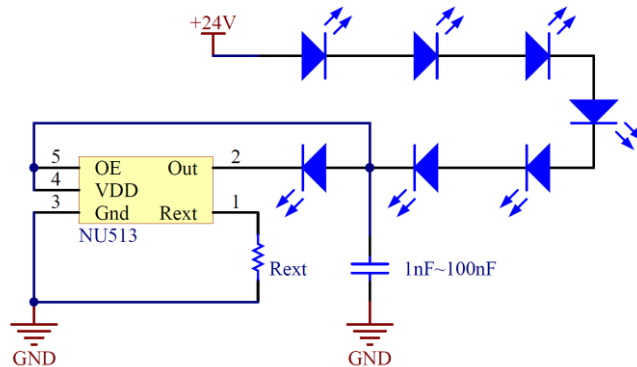 +24V
5 OE Out 2
4 VDD
3 Gnd Rext 1
NU513
Rext
1nF~100nF
GND
GND